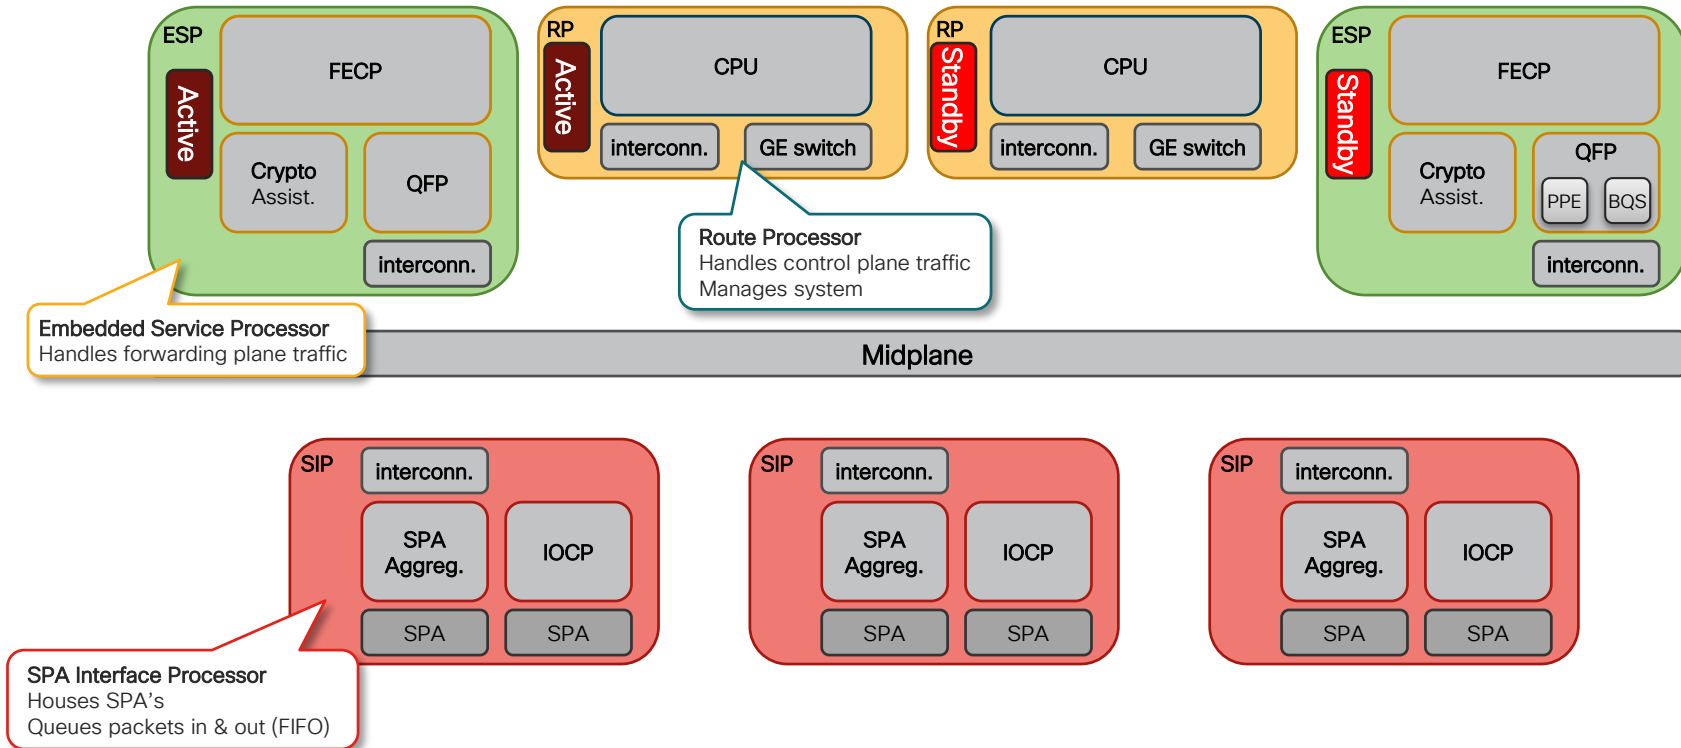 ESP
FECP
Active
Crypto
Assist.
QFP
interconn.
RP
Active
CPU
interconn.
GE switch
RP
Standby
CPU
interconn.
GE switch
ESP
Standby
FECP
Crypto
Assist.
QFP
PPE
BQS
interconn.
Route Processor
Handles control plane traffic
Manages system
Embedded Service Processor
Handles forwarding plane traffic
Midplane
SIP
interconn.
SPA
Aggreg.
IOCP
SPA
SPA
SIP
interconn.
SPA
Aggreg.
IOCP
SPA
SPA
SIP
interconn.
SPA
Aggreg.
IOCP
SPA
SPA
SPA Interface Processor
Houses SPA’s
Queues packets in & out (FIFO)